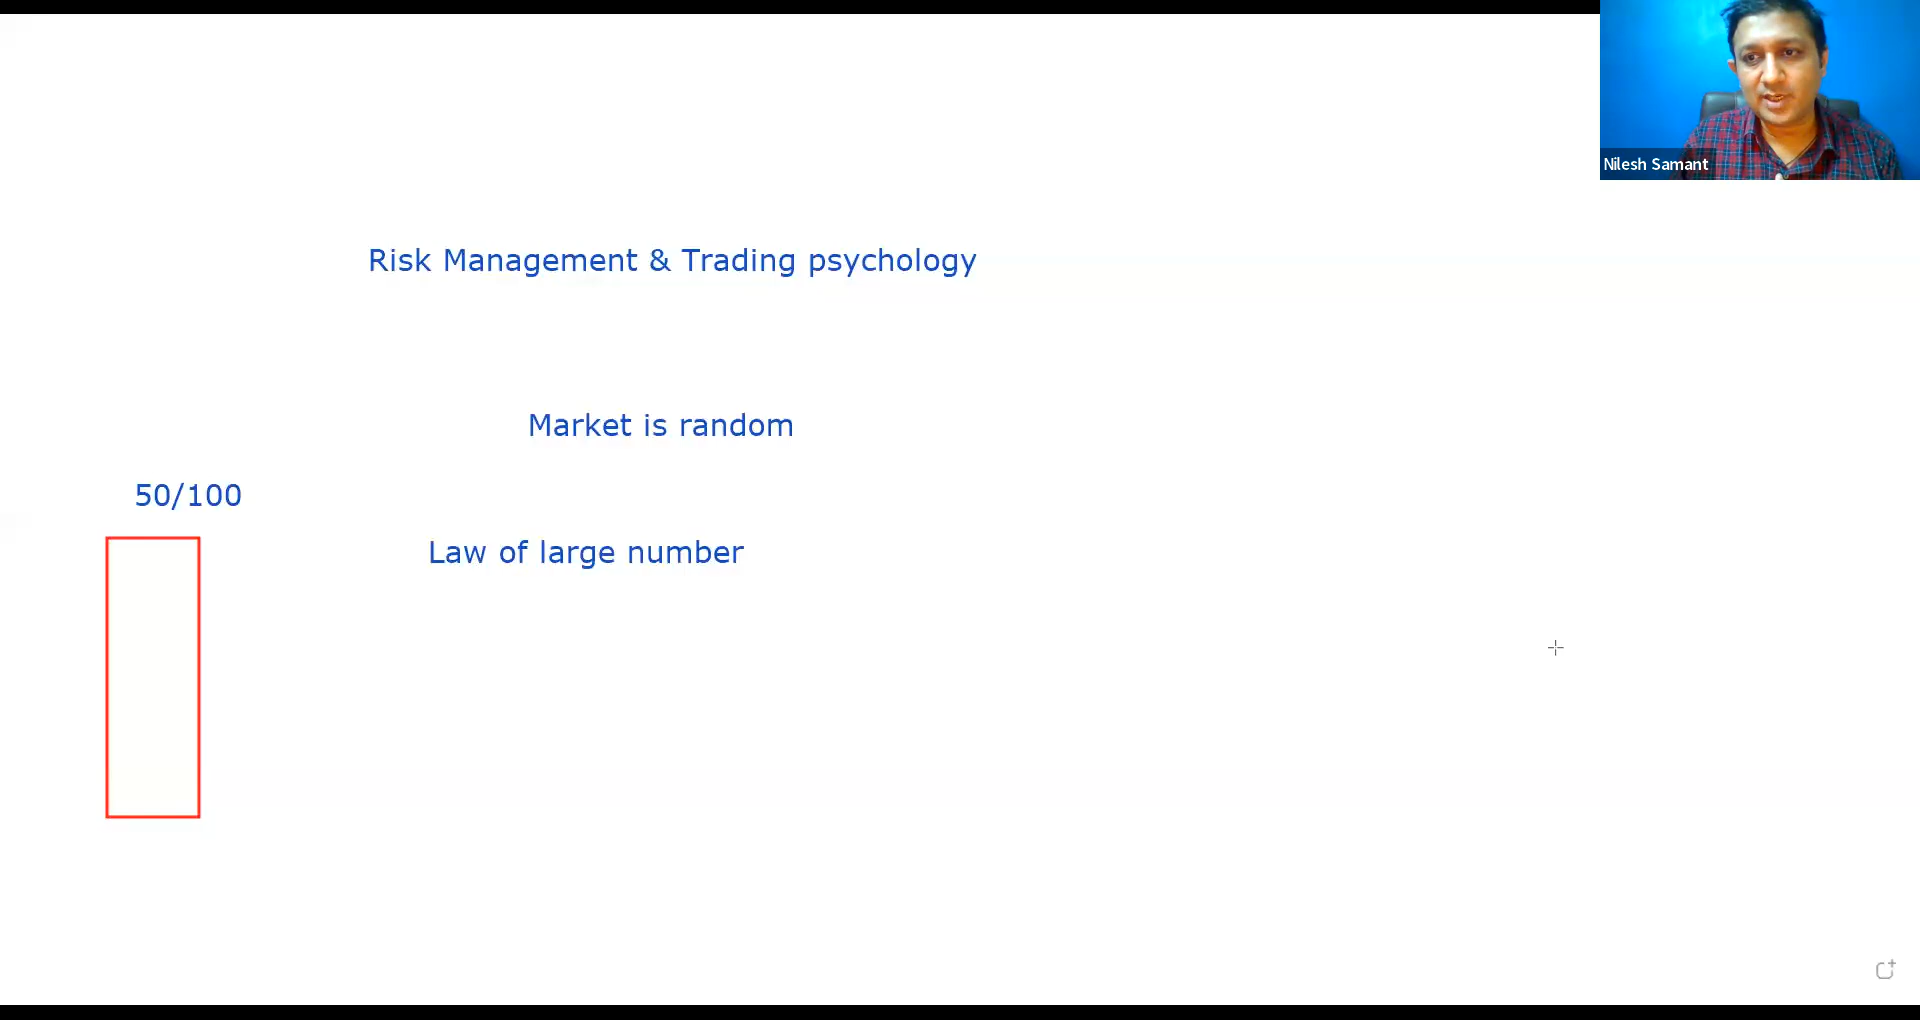 Nilesh Samant
Risk Management & Trading psychology
Market is random
50/100
Law of large number